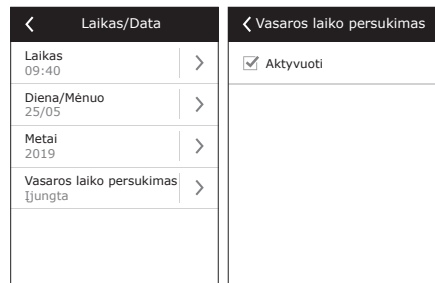 Laikas/Data
Laikas
09:40
Diena/Mėnuo
25/05
Metai
2019
Vasaros laiko persukimas
Įjungta
Vasaros laiko persukimas
Aktyvuoti